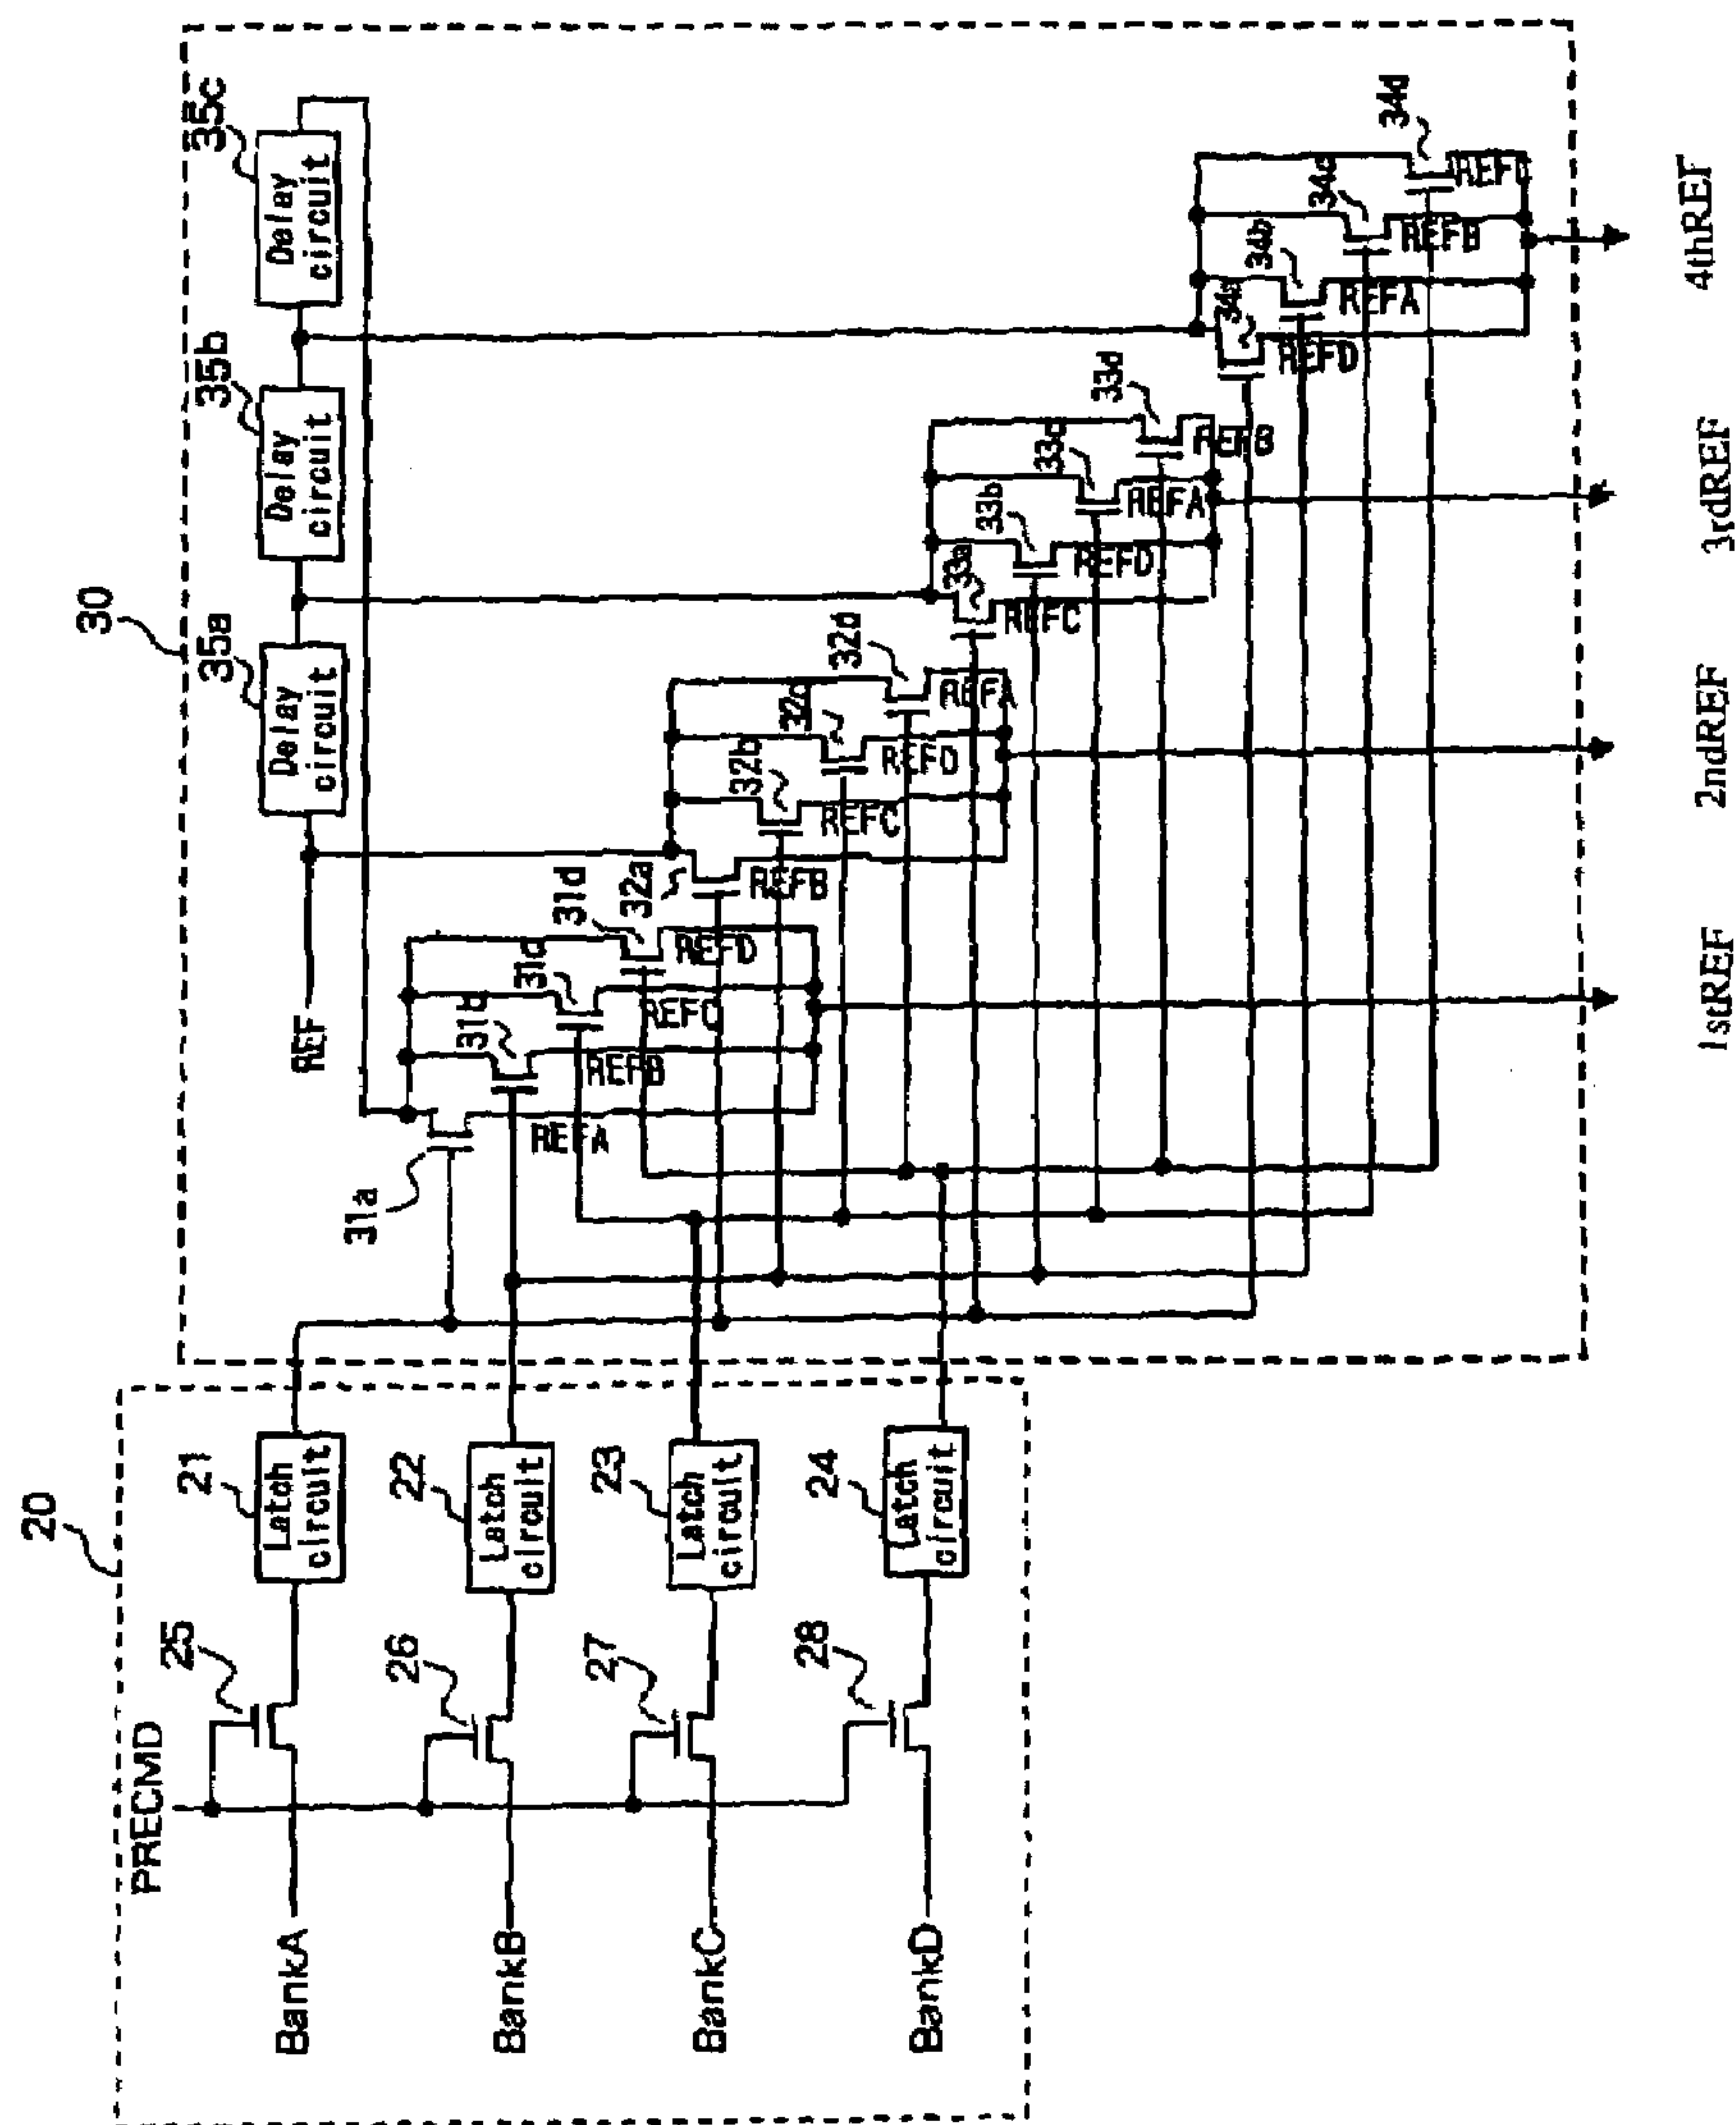 20
PRECMD
25
21
BankA
Latch
circuit
26
22
BankB
Latch
circuit
27
23
BankC
Latch
circuit
28
24
BankD
Latch
circuit
30
REF
35a
Delay
circuit
35b
Delay
circuit
35c
Delay
circuit
31a
REFA
31b
REFB
31c
REFC
31d
REFD
32a
REFB
32b
REFC
32c
REFD
32d
REFA
33a
REFC
33b
REFD
33c
REFA
33d
REFB
34a
REFD
34b
REFA
34c
REFB
34d
1stREF
2ndREF
3rdREF
4thREF